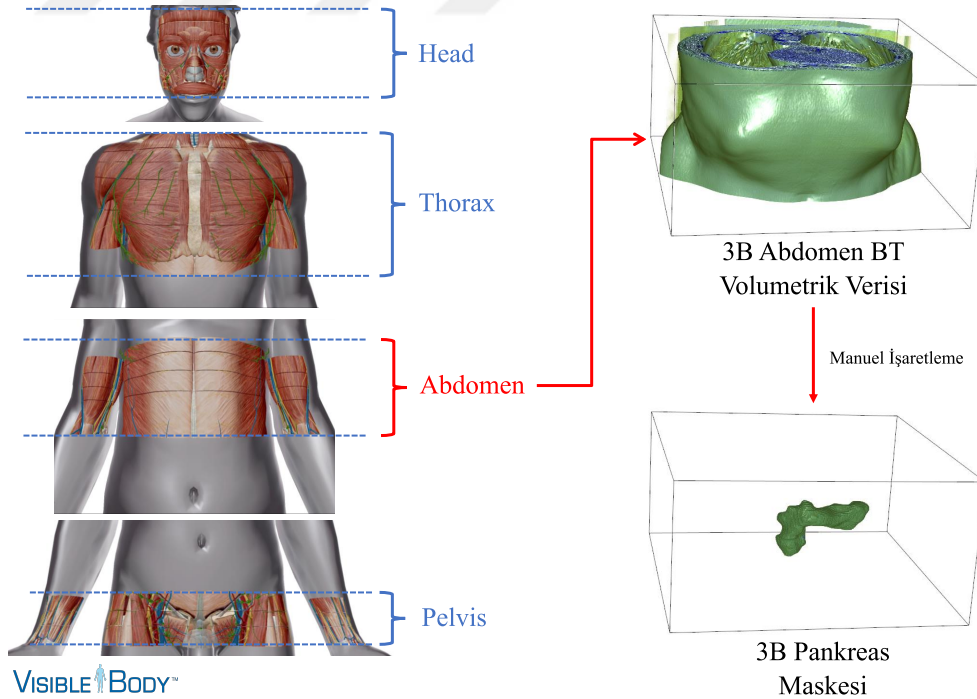 Head
Thorax
Abdomen
Pelvis
VISIBLE BODY™
3B Abdomen BT
Volumetrik Verisi
Manuel İşaretleme
3B Pankreas
Maskesi